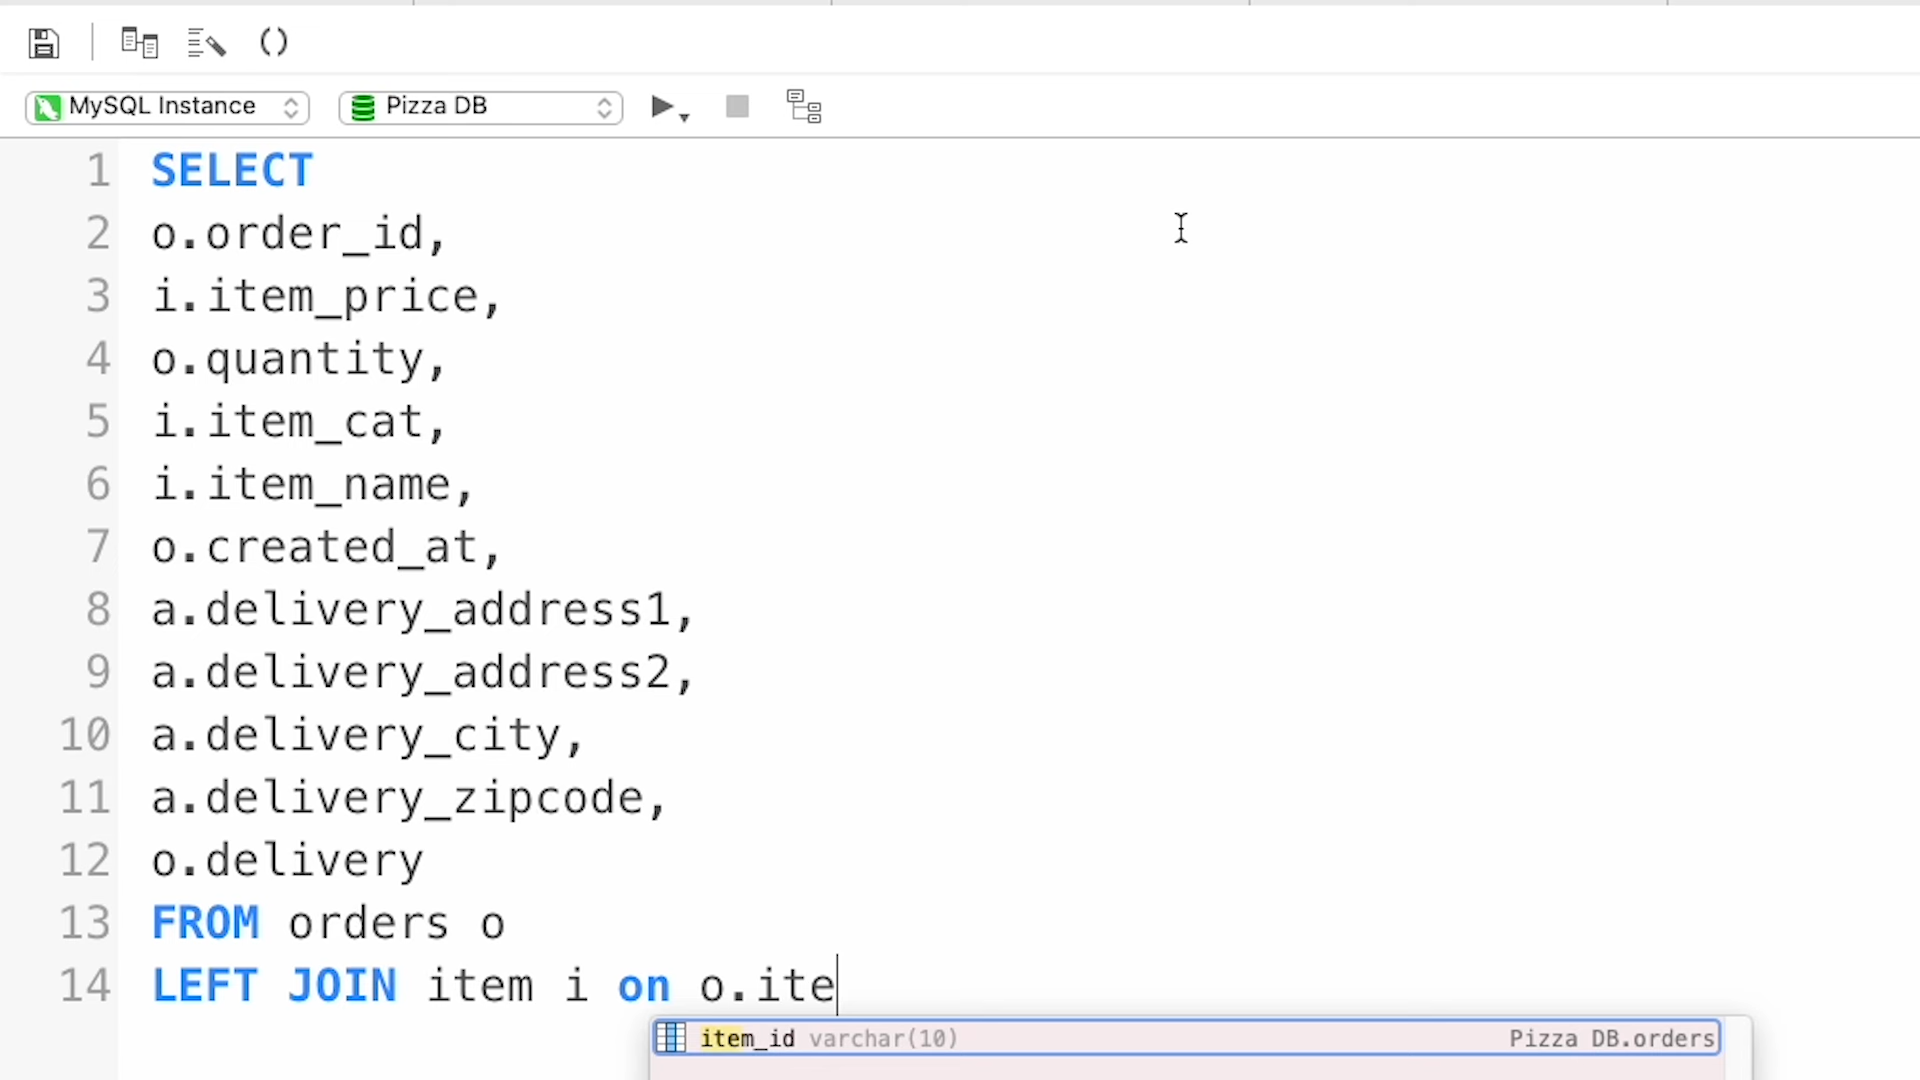 MySQL Instance Pizza DB
1 SELECT
2 o.order_id,
3 i.item_price,
4 o.quantity,
5 i.item_cat,
6 i.item_name,
7 o.created_at,
8 a.delivery_address1,
9 a.delivery_address2,
10 a.delivery_city,
11 a.delivery_zipcode,
12 o.delivery
13 FROM orders o
14 LEFT JOIN item i on o.ite
item_id varchar(10) Pizza DB.orders